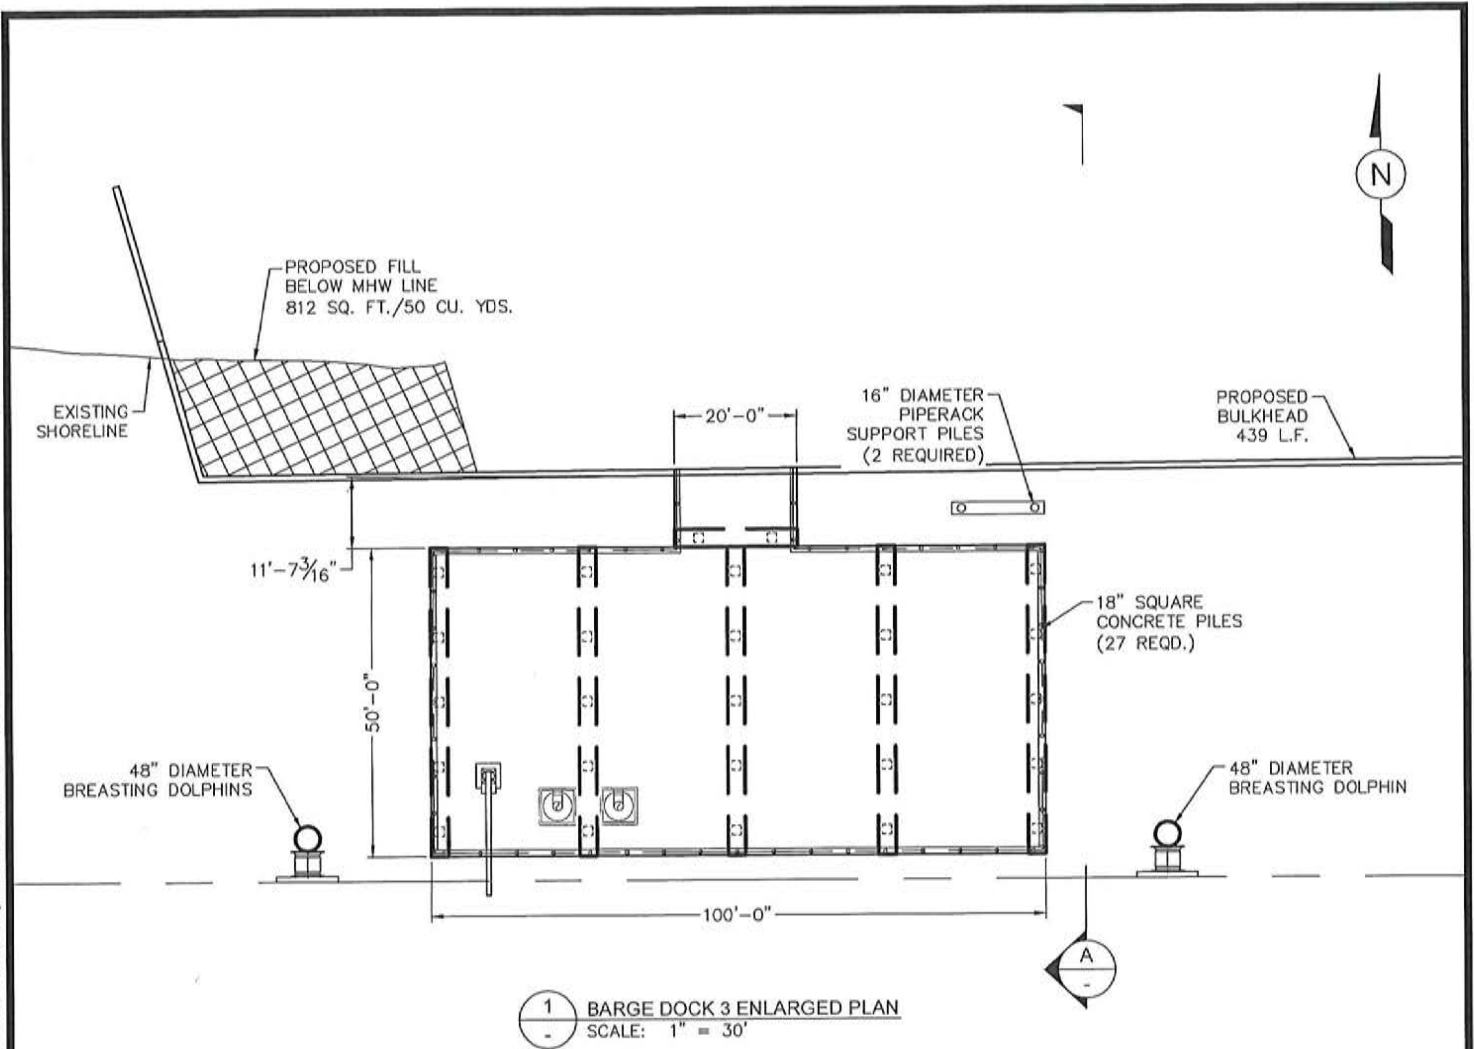 N
PROPOSED FILL
BELOW MHW LINE
812 SQ. FT./50 CU. YDS.
EXISTING
SHORELINE
20'-0"
16" DIAMETER
PIPERACK
SUPPORT PILES
(2 REQUIRED)
PROPOSED
BULKHEAD
439 L.F.
11'-7 3/16"
18" SQUARE
CONCRETE PILES
(27 REQD.)
50'-0"
48" DIAMETER
BREASTING DOLPHINS
48" DIAMETER
BREASTING DOLPHIN
100'-0"
A
-
1
-
BARGE DOCK 3 ENLARGED PLAN
SCALE: 1" = 30'